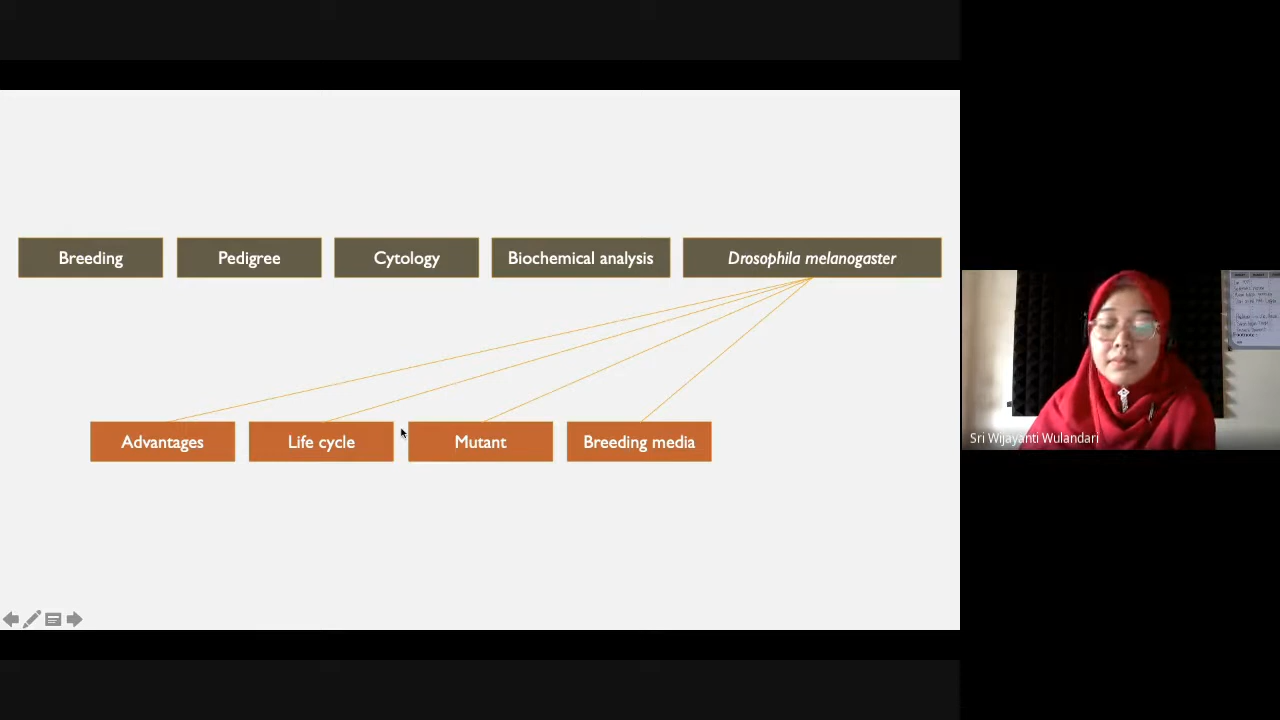 Breeding
Pedigree
Cytology
Biochemical analysis
Drosophila melanogaster
Advantages
Life cycle
Mutant
Breeding media
Sri Wijayanti Wulandari